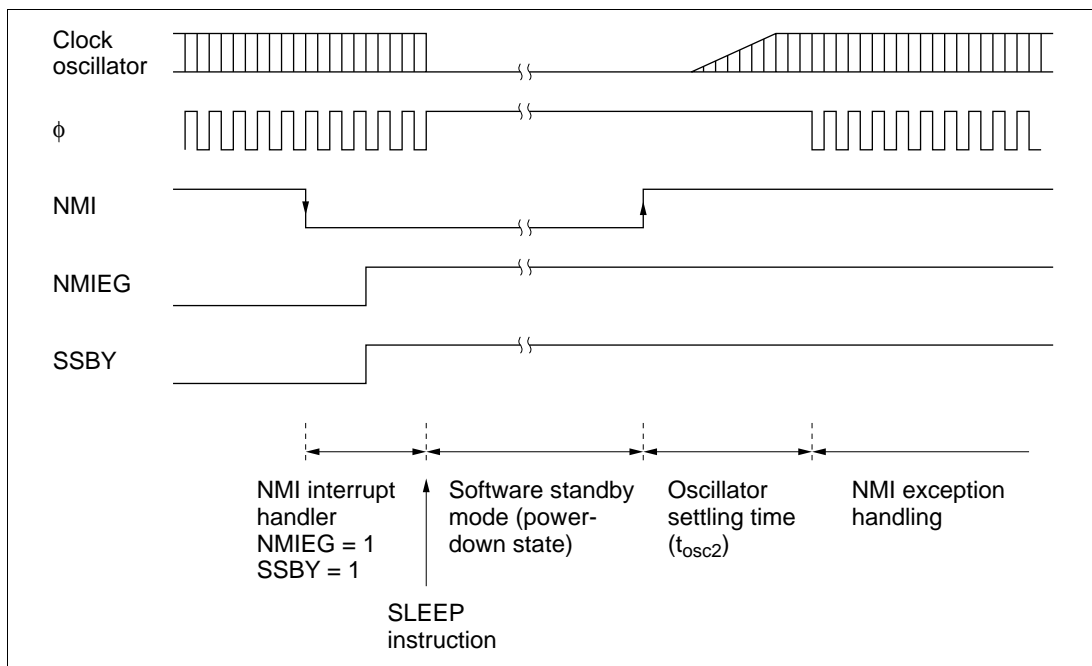 Clock
oscillator
ϕ
NMI
NMIEG
SSBY
NMI interrupt
handler
NMIEG = 1
SSBY = 1
Software standby
mode (power-
down state)
Oscillator
settling time
(tosc2)
NMI exception
handling
SLEEP
instruction